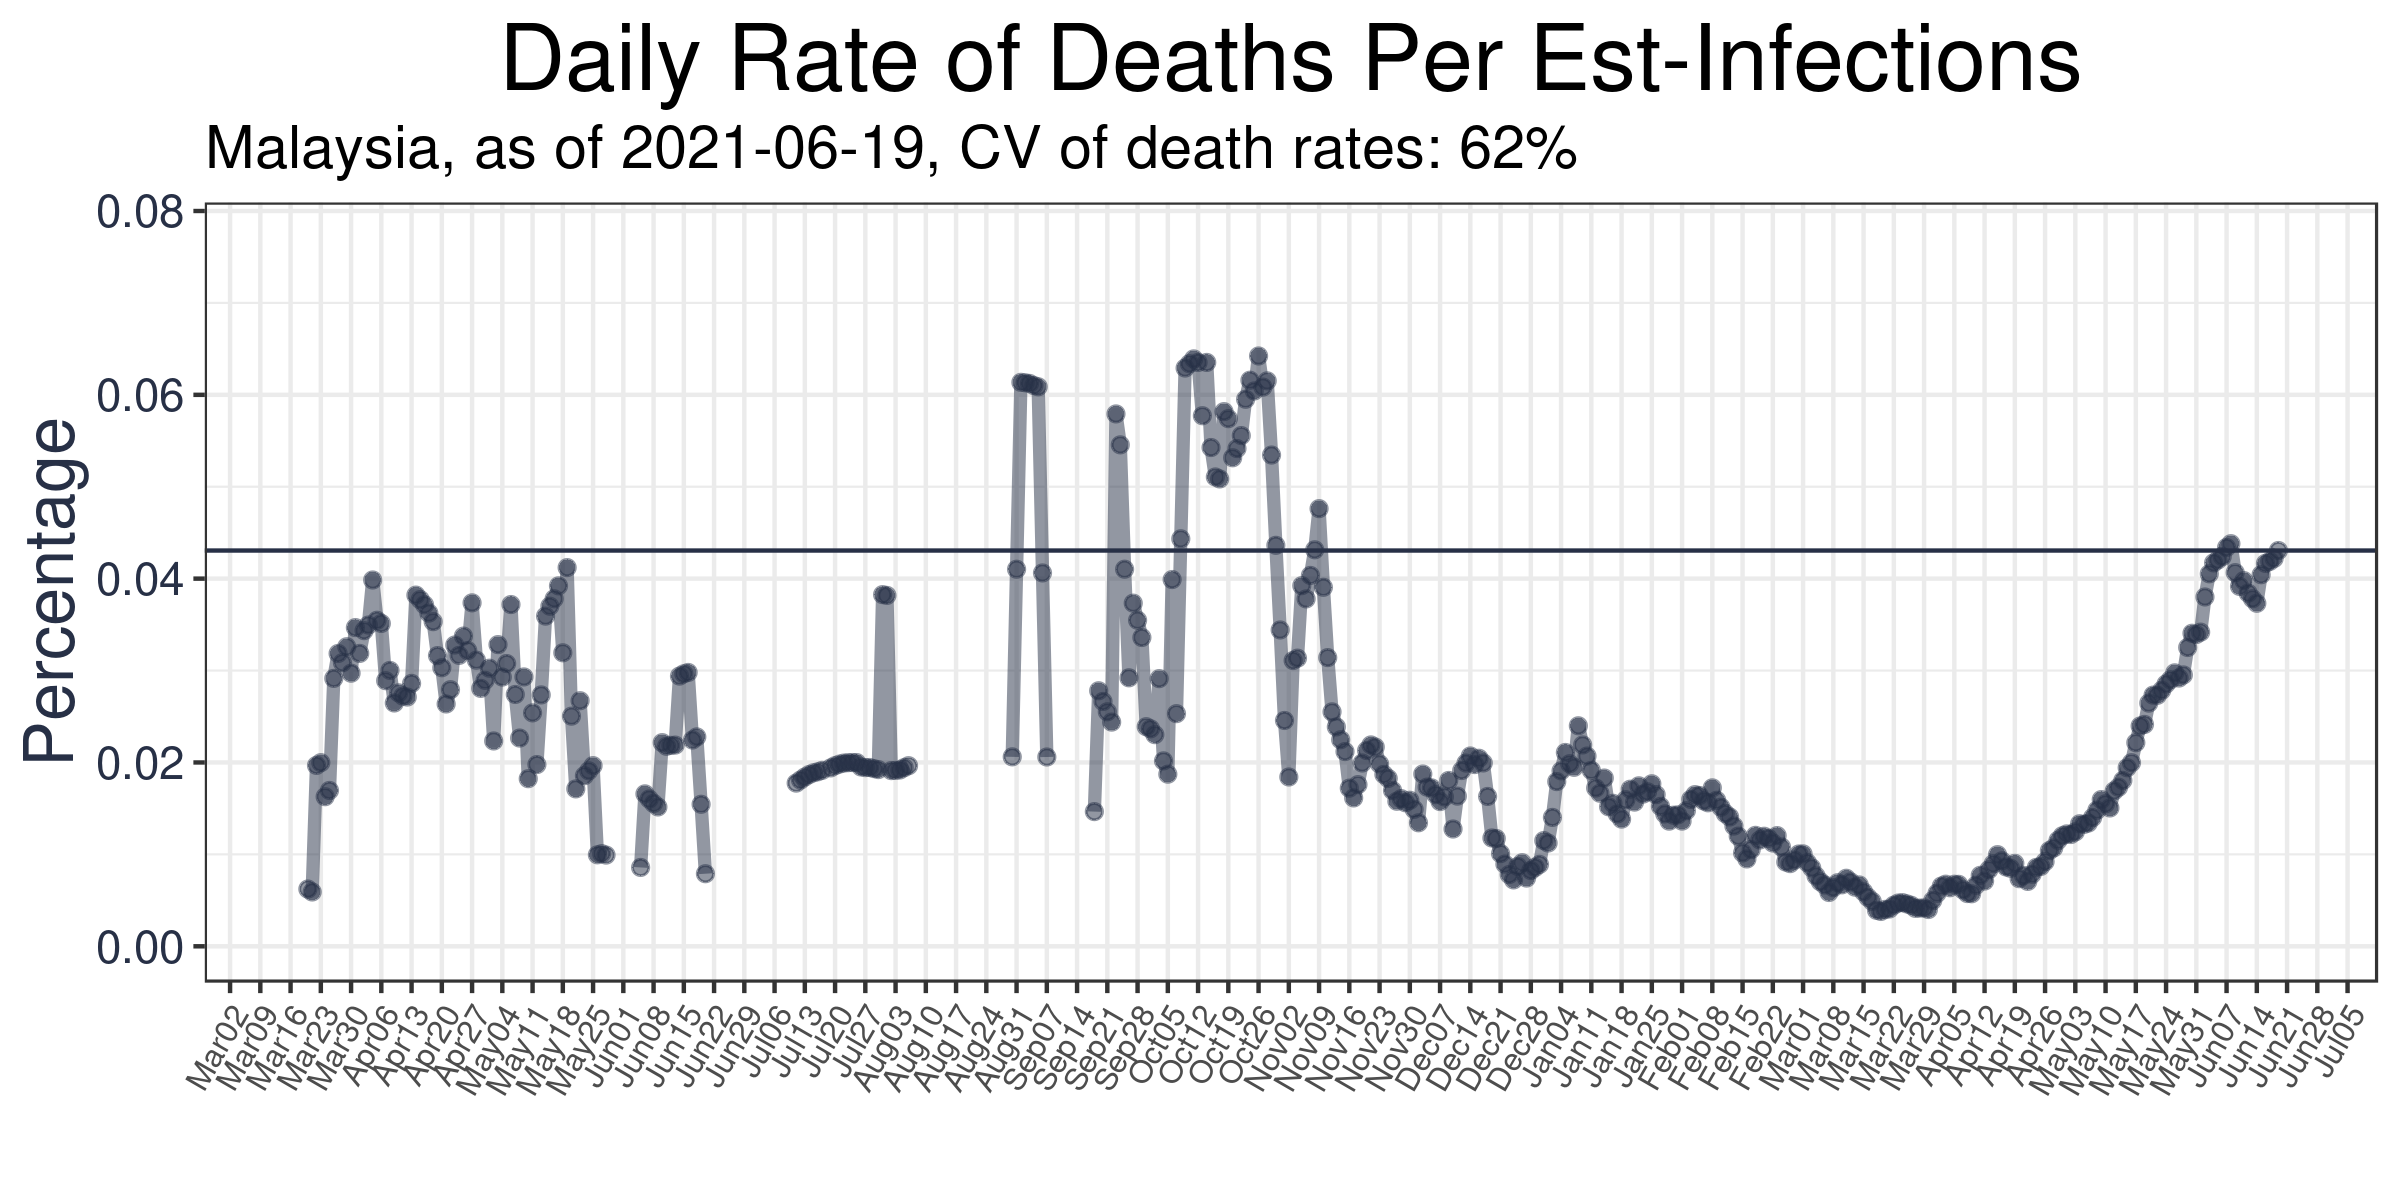 Daily Rate of Deaths Per Est-Infections
Malaysia, as of 2021-06-19, CV of death rates: 62%
Percentage
0.08
0.06
0.04
0.02
0.00
Mar02
Mar09
Mar16
Mar23
Mar30
Apr06
Apr13
Apr20
Apr27
May04
May11
May18
May25
Jun01
Jun08
Jun15
Jun22
Jun29
Jul06
Jul13
Jul20
Jul27
Aug03
Aug10
Aug17
Aug24
Aug31
Sep07
Sep14
Sep21
Sep28
Oct05
Oct12
Oct19
Oct26
Nov02
Nov09
Nov16
Nov23
Nov30
Dec07
Dec14
Dec21
Dec28
Jan04
Jan11
Jan18
Jan25
Feb01
Feb08
Feb15
Feb22
Mar01
Mar08
Mar15
Mar22
Mar29
Apr05
Apr12
Apr19
Apr26
May03
May10
May17
May24
May31
Jun07
Jun14
Jun21
Jun28
Jul05